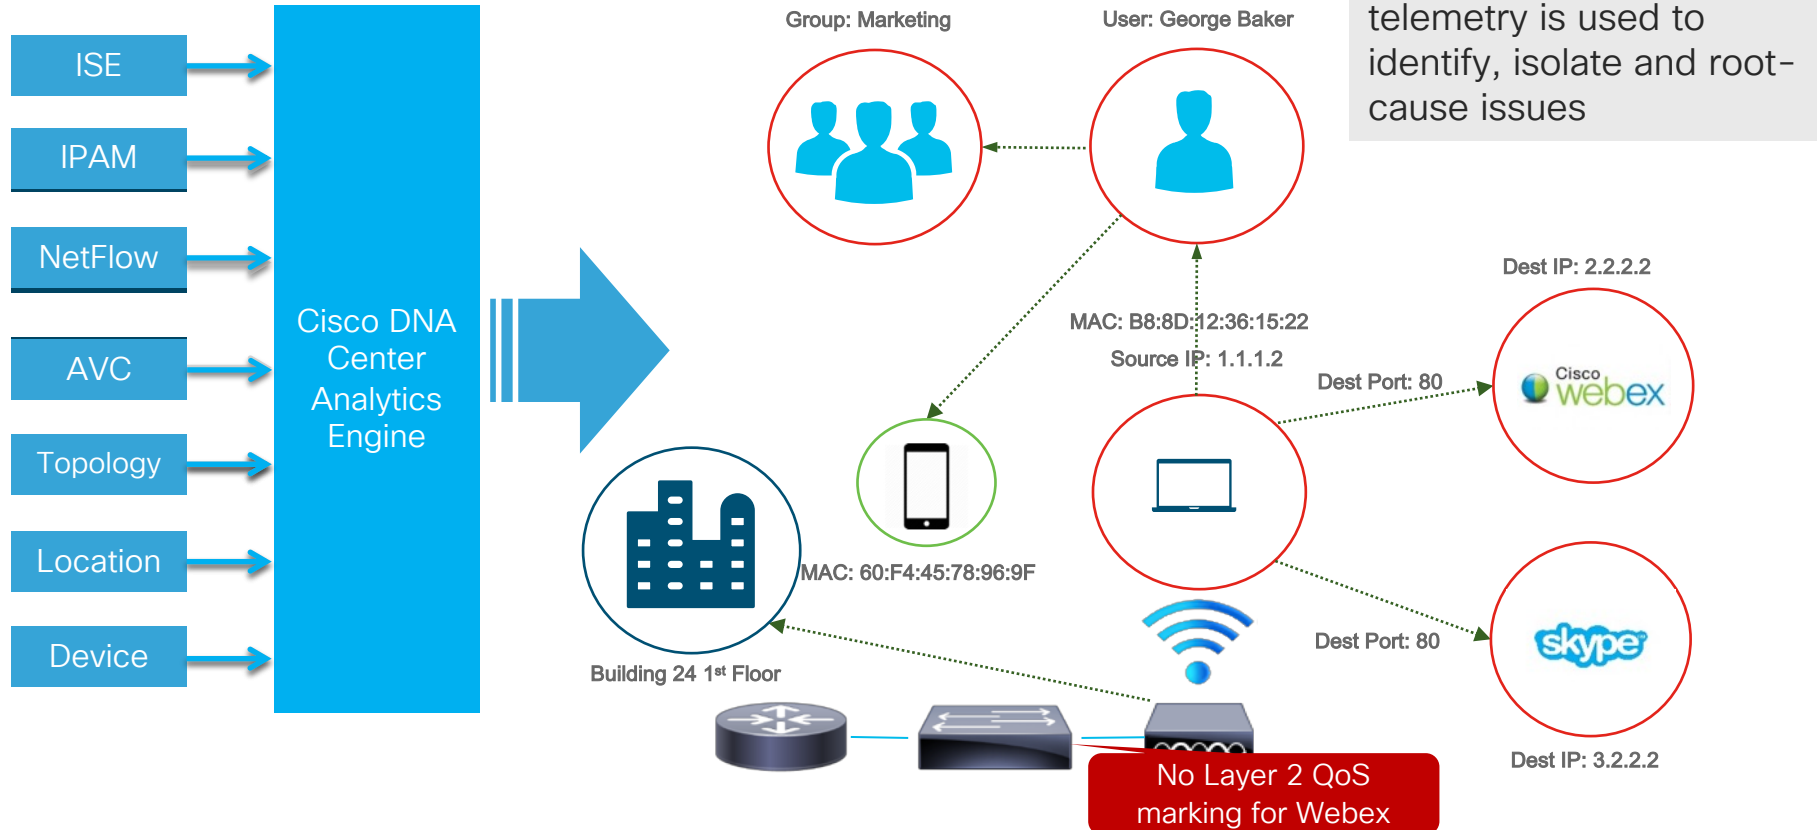 ISE
IPAM
NetFlow
AVC
Topology
Location
Device
Cisco DNA
Center
Analytics
Engine
Group: Marketing
User: George Baker
telemetry is used to
identify, isolate and root-
cause issues
MAC: B8:8D:12:36:15:22
Source IP: 1.1.1.2
Dest IP: 2.2.2.2
Dest Port: 80
Cisco
webex
MAC: 60:F4:45:78:96:9F
Building 24 1st Floor
Dest Port: 80
skype
Dest IP: 3.2.2.2
No Layer 2 QoS
marking for Webex